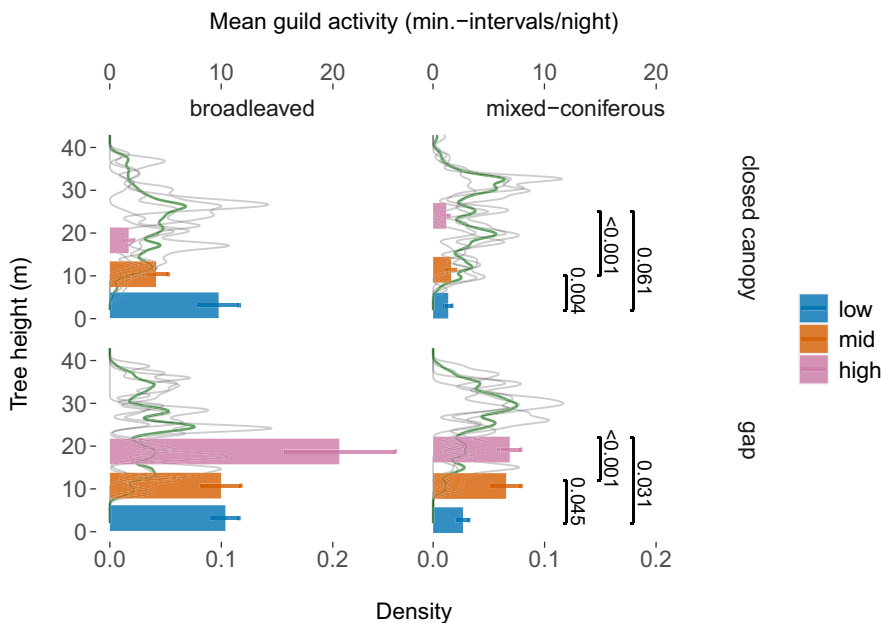 Mean guild activity (min.−intervals/night)
0 10 20 0 10 20
broadleaved mixed−coniferous
40
30
20
10
0
closed canopy
<0.001
0.061
0.004
Tree height (m)
low
mid
high
40
30
20
10
0
gap
<0.001
0.031
0.045
0.0 0.1 0.2 0.0 0.1 0.2
Density